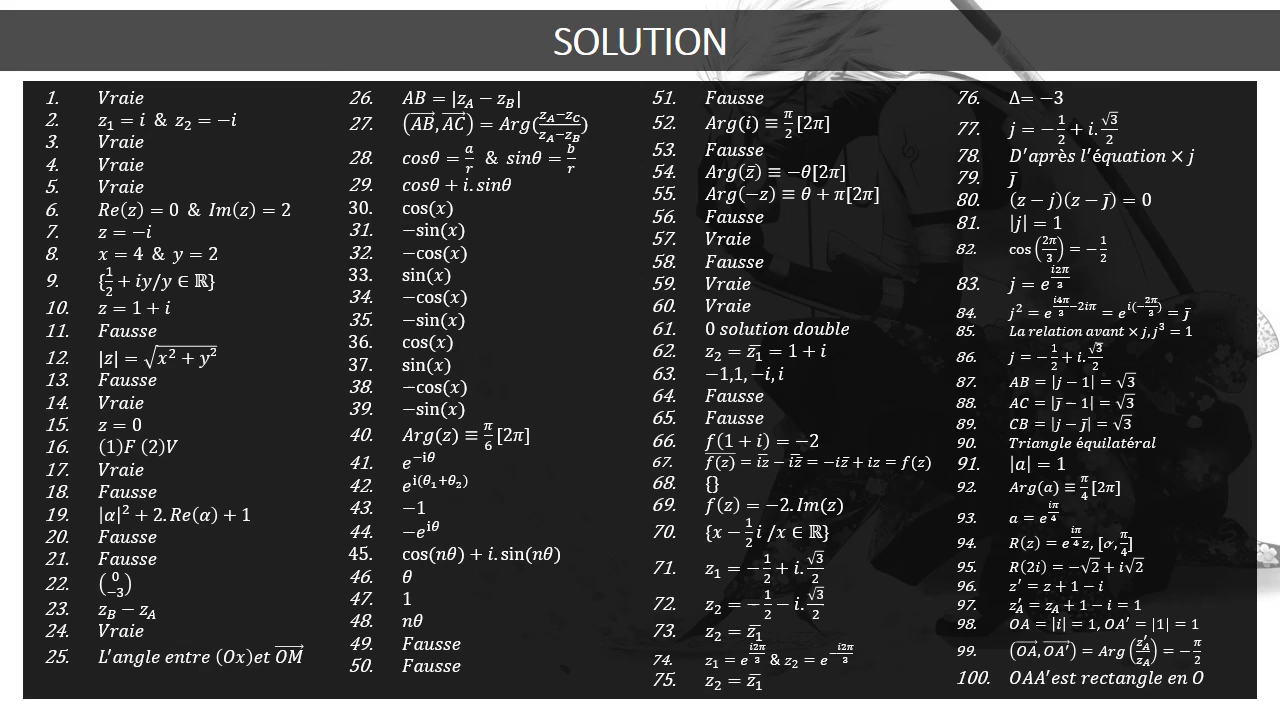 SOLUTION
1. Vraie
2. z₁ = i & z₂ = −i
3. Vraie
4. Vraie
5. Vraie
6. Re(z) = 0 & Im(z) = 2
7. z = −i
8. x = 4 & y = 2
9. {1/2 + iy/y ∈ ℝ}
10. z = 1 + i
11. Fausse
12. |z| = √(x² + y²)
13. Fausse
14. Vraie
15. z = 0
16. (1)F (2)V
17. Vraie
18. Fausse
19. |α|² + 2.Re(α) + 1
20. Fausse
21. Fausse
22. (0 −3)
23. z_B − z_A
24. Vraie
25. L'angle entre (Ox)et OM⃗
26. AB = |z_A − z_B|
27. (AB⃗, AC⃗) = Arg((z_A−z_C)/(z_A−z_B))
28. cosθ = a/r & sinθ = b/r
29. cosθ + i.sinθ
30. cos(x)
31. −sin(x)
32. −cos(x)
33. sin(x)
34. −cos(x)
35. −sin(x)
36. cos(x)
37. sin(x)
38. −cos(x)
39. −sin(x)
40. Arg(z) ≡ π/6 [2π]
41. e^(−iθ)
42. e^(i(θ₁+θ₂))
43. −1
44. −e^(iθ)
45. cos(nθ) + i.sin(nθ)
46. θ
47. 1
48. nθ
49. Fausse
50. Fausse
51. Fausse
52. Arg(i) ≡ π/2 [2π]
53. Fausse
54. Arg(z̄) ≡ −θ[2π]
55. Arg(−z) ≡ θ + π[2π]
56. Fausse
57. Vraie
58. Fausse
59. Vraie
60. Vraie
61. 0 solution double
62. z₂ = z̄₁ = 1 + i
63. −1,1, −i, i
64. Fausse
65. Fausse
66. f(1 + i) = −2
67. f(z)̅ = i̅z̅ − i̅z̅̅ = −iz̄ + iz = f(z)
68. {}
69. f(z) = −2.Im(z)
70. {x − 1/2 i /x ∈ ℝ}
71. z₁ = −1/2 + i.√3/2
72. z₂ = −1/2 − i.√3/2
73. z₂ = z̄₁
74. z₁ = e^(i2π/3) & z₂ = e^(−i2π/3)
75. z₂ = z̄₁
76. Δ= −3
77. j = −1/2 + i.√3/2
78. D'après l'équation × j
79. j̄
80. (z − j)(z − j̄) = 0
81. |j| = 1
82. cos(2π/3) = −1/2
83. j = e^(i2π/3)
84. j² = e^(i4π/3−2iπ) = e^(i(−2π/3)) = j̄
85. La relation avant × j, j³ = 1
86. j = −1/2 + i.√3/2
87. AB = |j − 1| = √3
88. AC = |j̄ − 1| = √3
89. CB = |j − j̄| = √3
90. Triangle équilatéral
91. |a| = 1
92. Arg(a) ≡ π/4 [2π]
93. a = e^(iπ/4)
94. R(z) = e^(iπ/4) z, [o, π/4]
95. R(2i) = −√2 + i√2
96. z' = z + 1 − i
97. z'_A = z_A + 1 − i = 1
98. OA = |i| = 1, OA' = |1| = 1
99. (OA⃗, OA'⃗) = Arg(z'_A/z_A) = −π/2
100. OAA'est rectangle en O